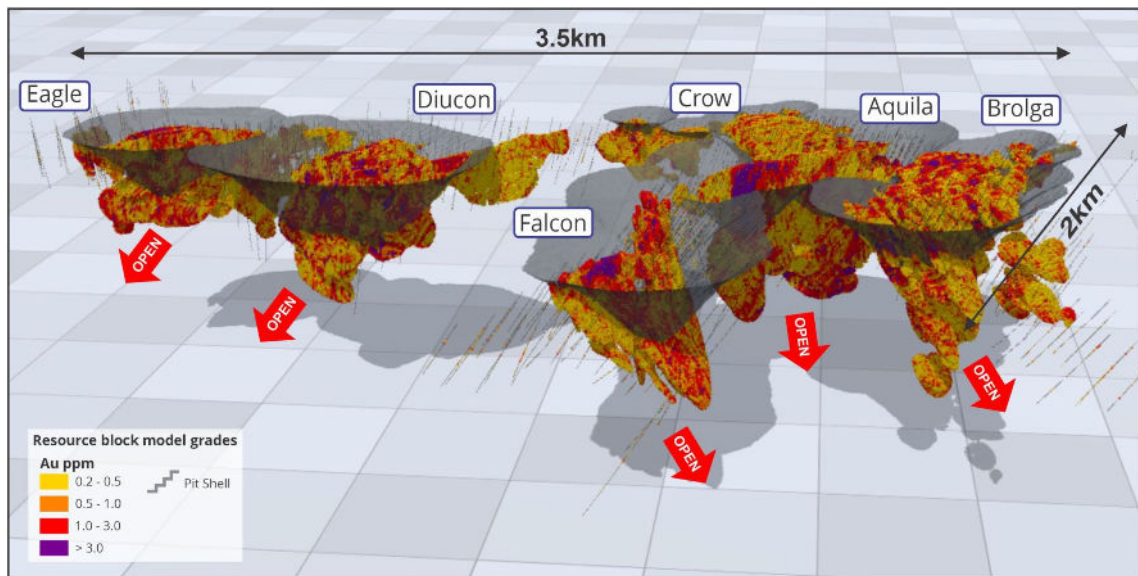 3.5km
Eagle
Diucon
Crow
Aquila
Brolga
2km
Falcon
OPEN
OPEN
OPEN
OPEN
OPEN
Resource block model grades
Au ppm
0.2 - 0.5
Pit Shell
0.5 - 1.0
1.0 - 3.0
> 3.0